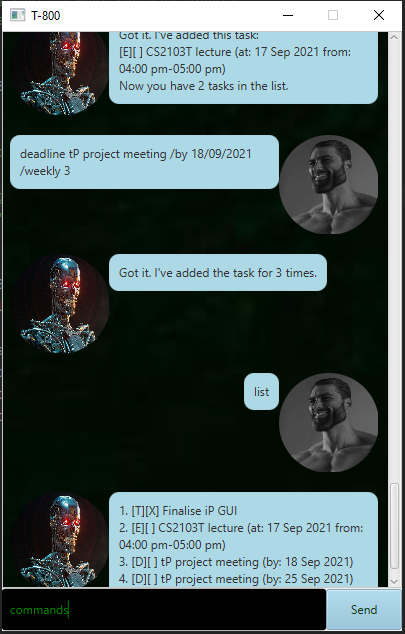 T-800
Got it. I've added this task:
[E][ ] CS2103T lecture (at: 17 Sep 2021 from:
04:00 pm-05:00 pm)
Now you have 2 tasks in the list.
deadline tP project meeting /by 18/09/2021
/weekly 3
Got it. I've added the task for 3 times.
list
1. [T][X] Finalise iP GUI
2. [E][ ] CS2103T lecture (at: 17 Sep 2021 from:
04:00 pm-05:00 pm)
3. [D][ ] tP project meeting (by: 18 Sep 2021)
4. [D][ ] tP project meeting (by: 25 Sep 2021)
commands
Send